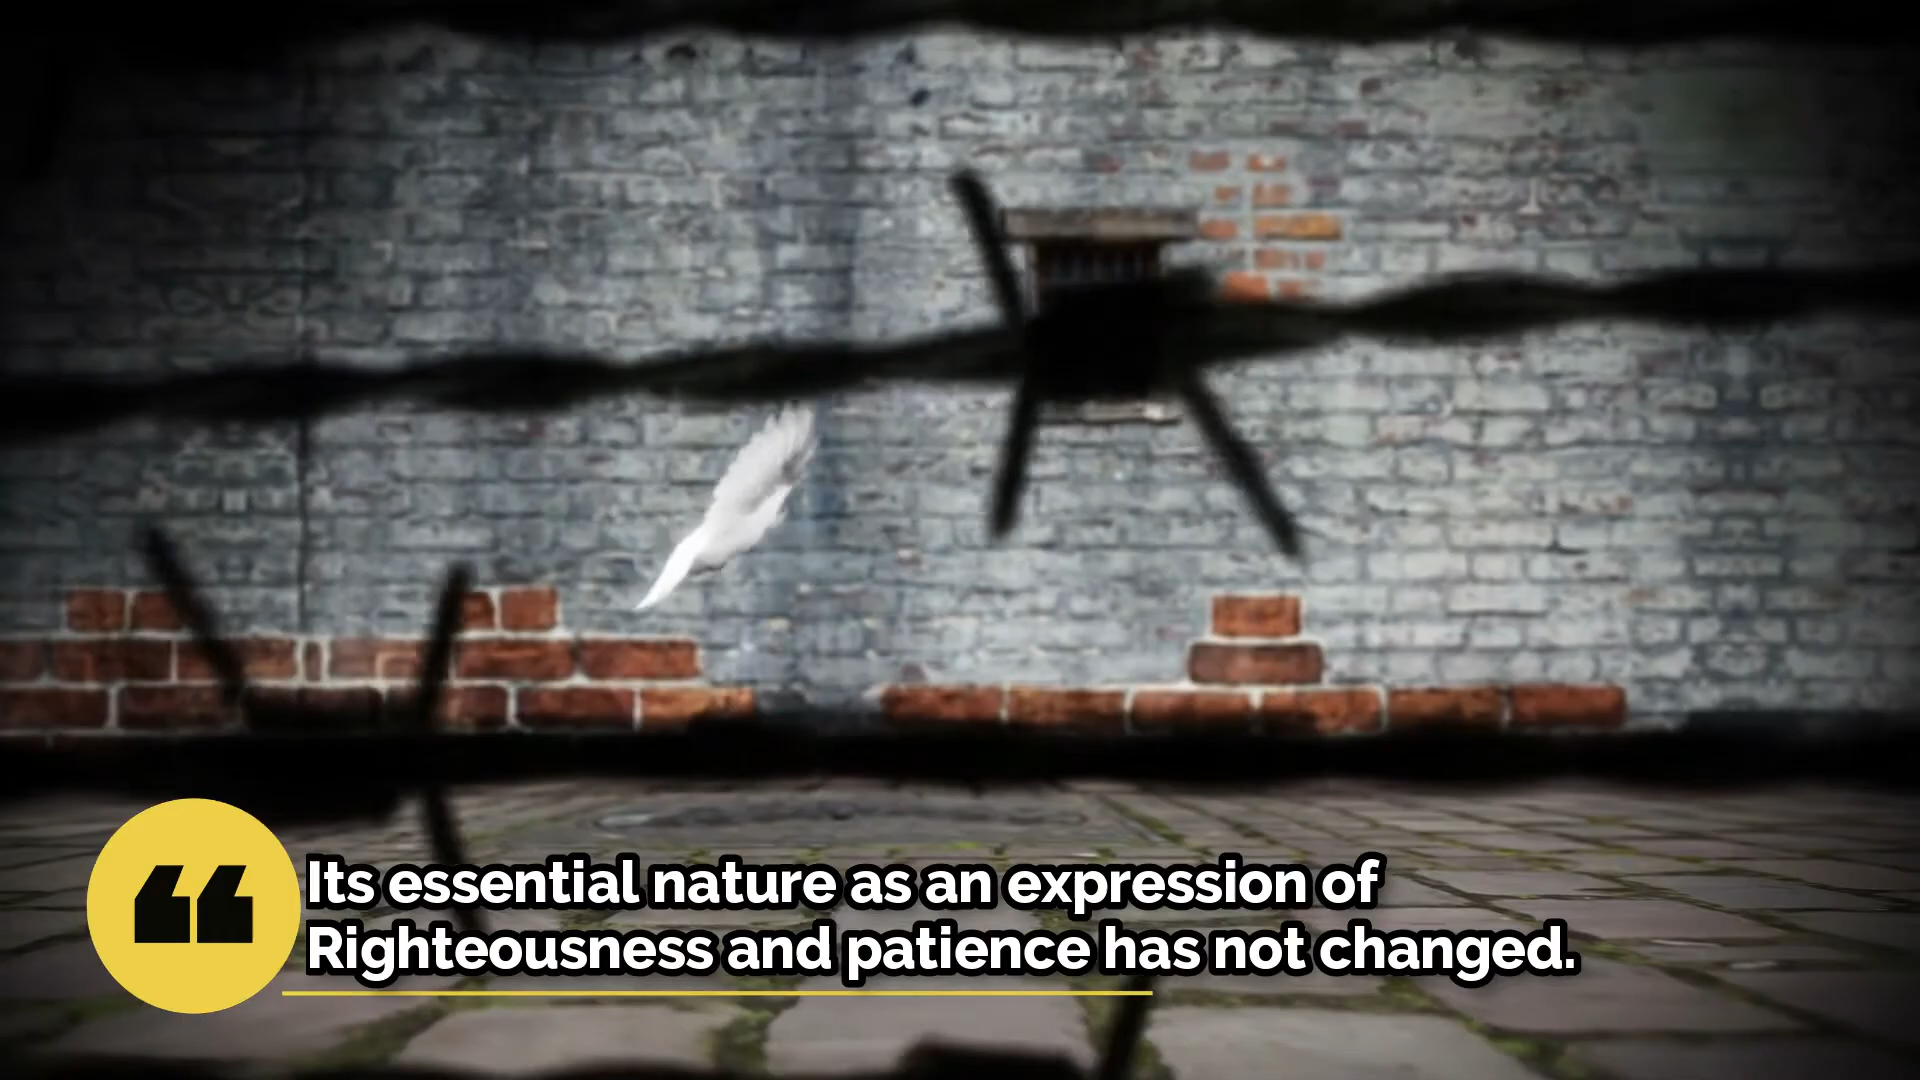 Its essential nature as an expression of
Righteousness and patience has not changed.